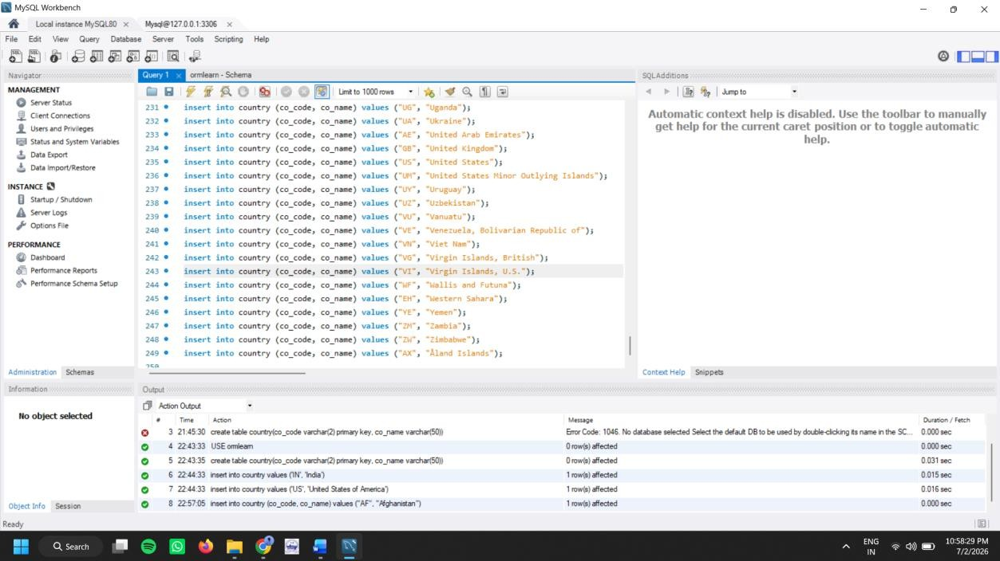 MySQL Workbench
Local instance MySQL80
Mysql@127.0.0.1:3306
File Edit View Query Database Server Tools Scripting Help
Navigator
MANAGEMENT
Server Status
Client Connections
Users and Privileges
Status and System Variables
Data Export
Data Import/Restore
INSTANCE
Startup / Shutdown
Server Logs
Options File
PERFORMANCE
Dashboard
Performance Reports
Performance Schema Setup
Administration Schemas
Information
No object selected
Object Info Session
Query 1
ormlearn - Schema
Limit to 1000 rows
231 insert into country (co_code, co_name) values ("UG", "Uganda");
232 insert into country (co_code, co_name) values ("UA", "Ukraine");
233 insert into country (co_code, co_name) values ("AE", "United Arab Emirates");
234 insert into country (co_code, co_name) values ("GB", "United Kingdom");
235 insert into country (co_code, co_name) values ("US", "United States");
236 insert into country (co_code, co_name) values ("UM", "United States Minor Outlying Islands");
237 insert into country (co_code, co_name) values ("UY", "Uruguay");
238 insert into country (co_code, co_name) values ("UZ", "Uzbekistan");
239 insert into country (co_code, co_name) values ("VU", "Vanuatu");
240 insert into country (co_code, co_name) values ("VE", "Venezuela, Bolivarian Republic of");
241 insert into country (co_code, co_name) values ("VN", "Viet Nam");
242 insert into country (co_code, co_name) values ("VG", "Virgin Islands, British");
243 insert into country (co_code, co_name) values ("VI", "Virgin Islands, U.S.");
244 insert into country (co_code, co_name) values ("WF", "Wallis and Futuna");
245 insert into country (co_code, co_name) values ("EH", "Western Sahara");
246 insert into country (co_code, co_name) values ("YE", "Yemen");
247 insert into country (co_code, co_name) values ("ZM", "Zambia");
248 insert into country (co_code, co_name) values ("ZW", "Zimbabwe");
249 insert into country (co_code, co_name) values ("AX", "Åland Islands");
250
SQLAdditions
Jump to
Automatic context help is disabled. Use the toolbar to manually
get help for the current caret position or to toggle automatic
help.
Context Help Snippets
Output
Action Output
# Time Action Message Duration / Fetch
3 21:45:30 create table country(co_code varchar(2) primary key, co_name varchar(50)) Error Code: 1046. No database selected Select the default DB to be used by double-clicking its name in the SC... 0.000 sec
4 22:43:33 USE ormlearn 0 row(s) affected 0.000 sec
5 22:43:35 create table country(co_code varchar(2) primary key, co_name varchar(50)) 0 row(s) affected 0.031 sec
6 22:44:33 insert into country values ('IN', 'India') 1 row(s) affected 0.015 sec
7 22:44:33 insert into country values ('US', 'United States of America') 1 row(s) affected 0.016 sec
8 22:57:05 insert into country (co_code, co_name) values ("AF", "Afghanistan") 1 row(s) affected 0.000 sec
Ready
Search
ENG
IN
10:58:29 PM
7/2/2026